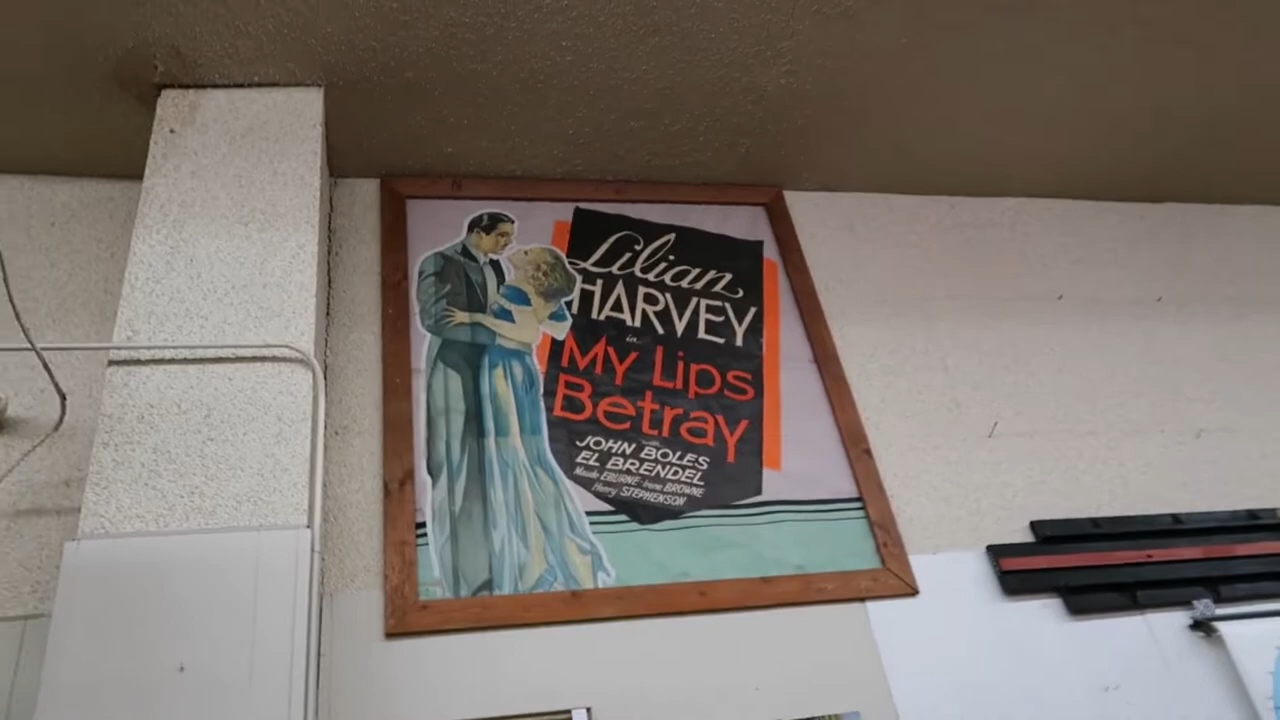 Lilian
HARVEY
in
My Lips
Betray
with
JOHN BOLES
EL BRENDEL
Maude EBURNE - Irene BROWNE
Henry STEPHENSON